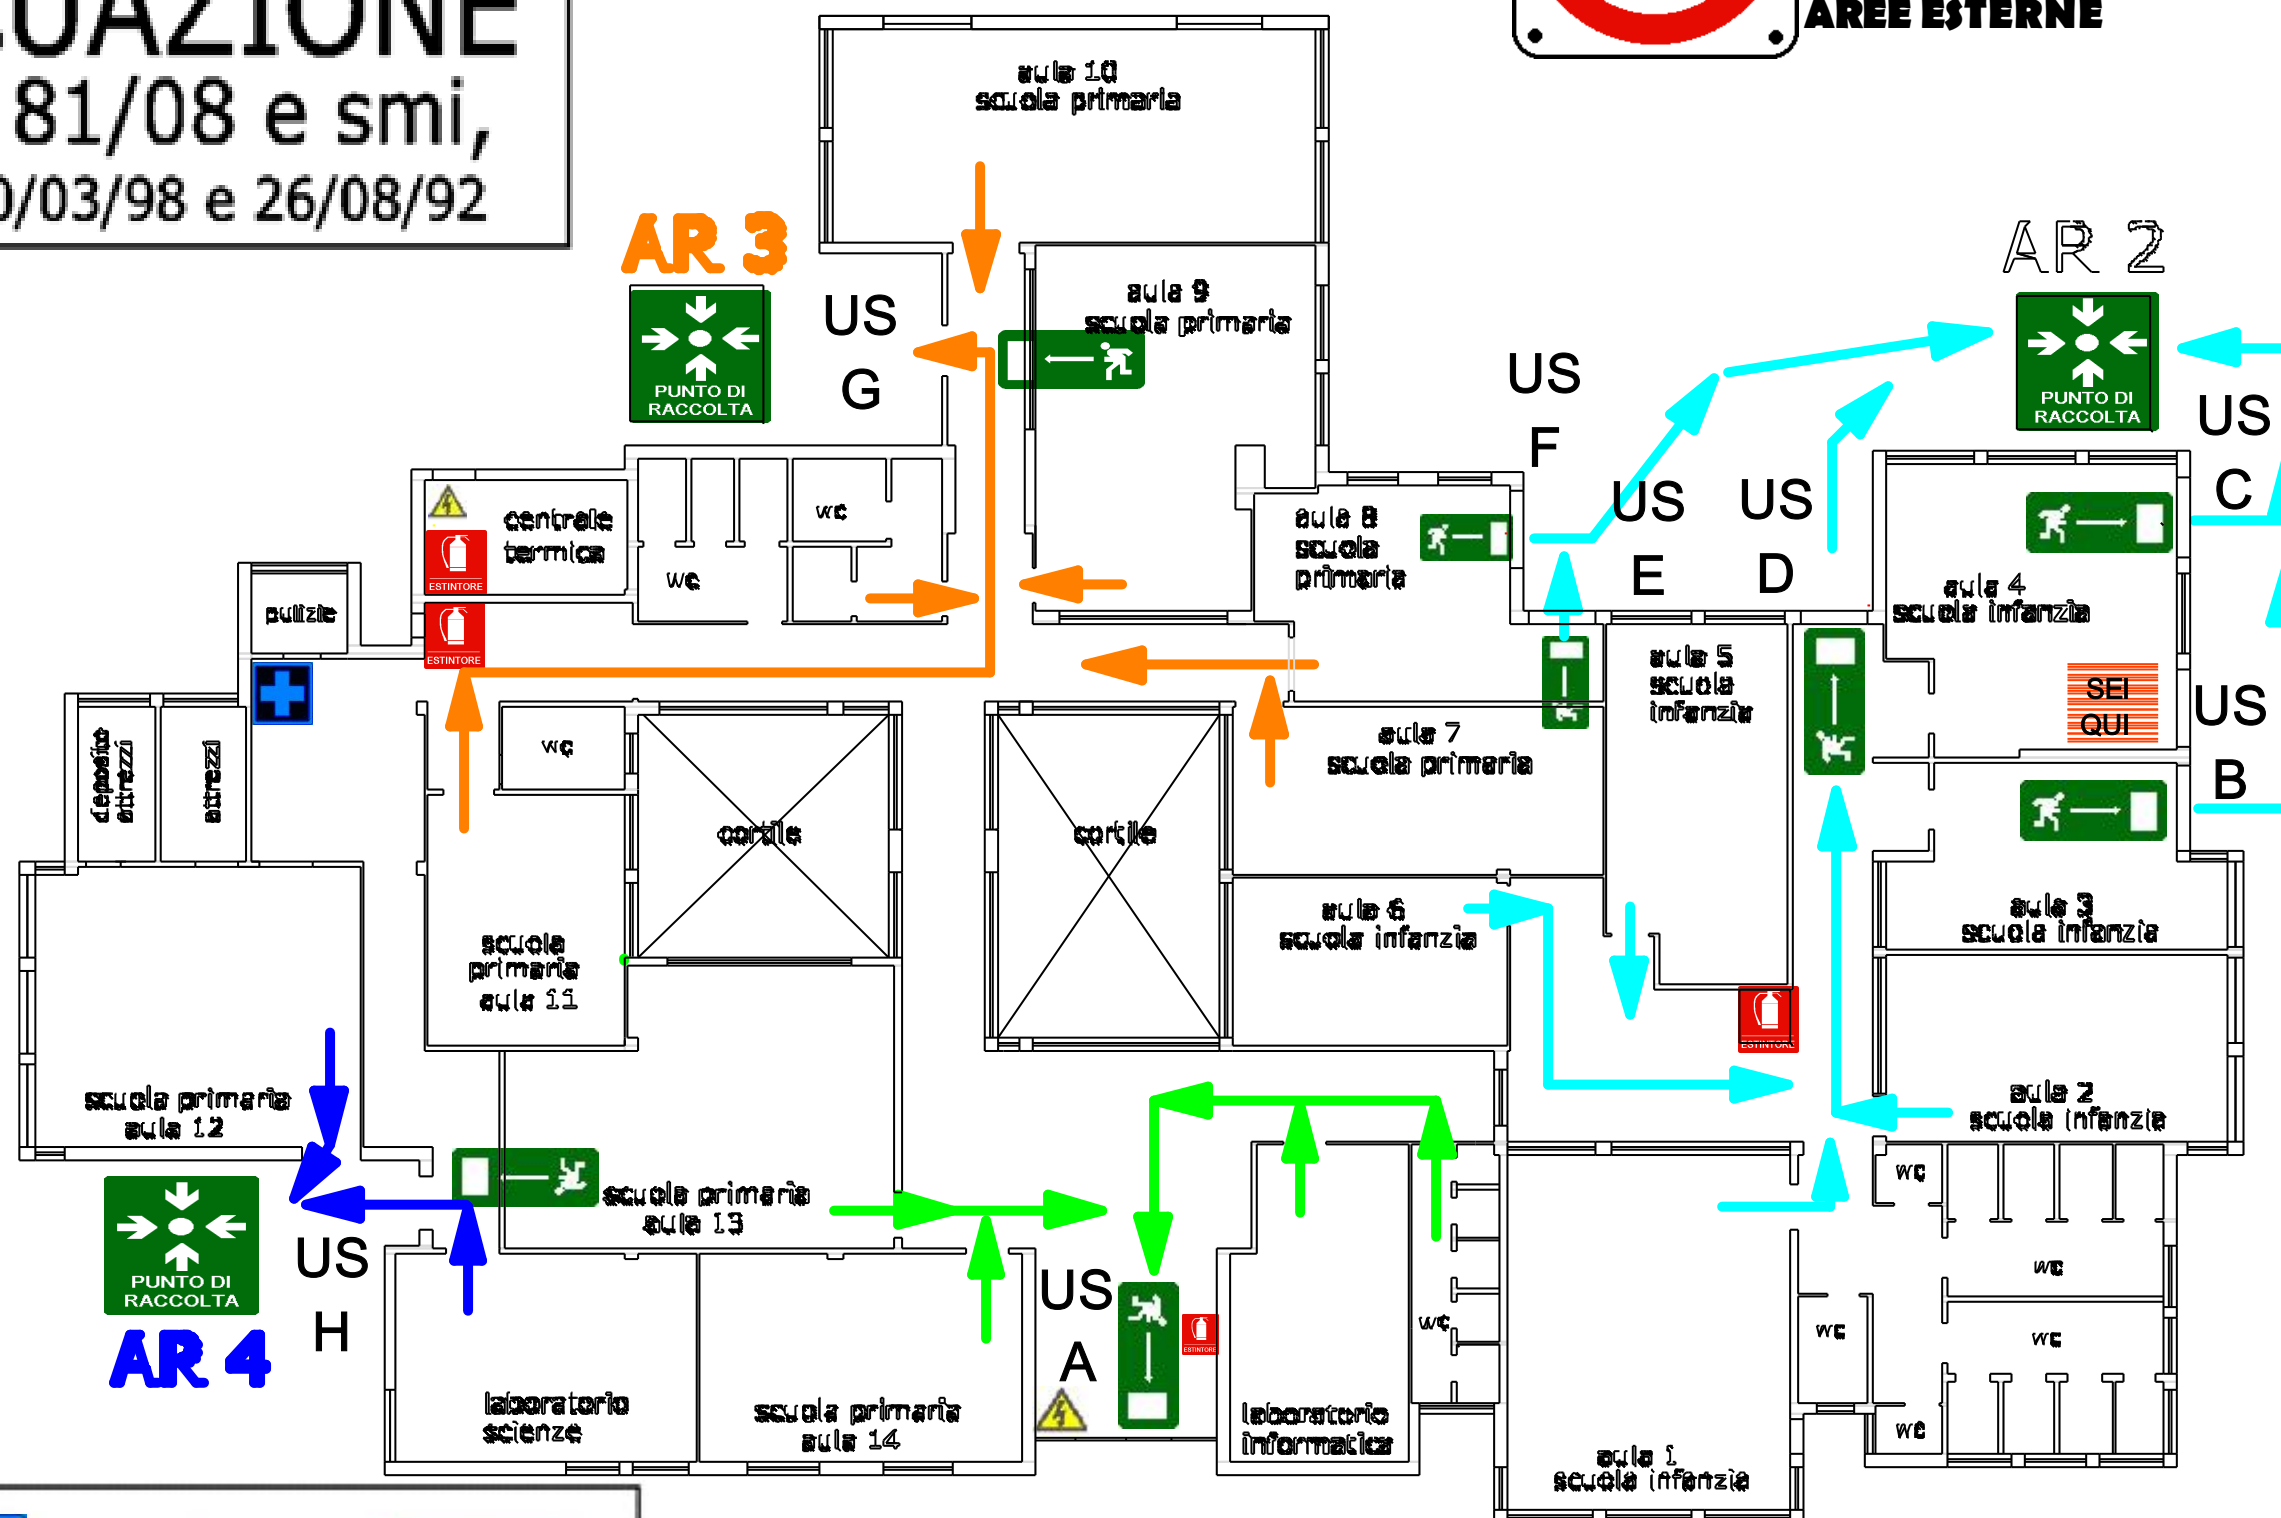 UAZIONE
81/08 e smi,
0/03/98 e 26/08/92
AREE ESTERNE
aula 10
scuola primaria
AR 3
PUNTO DI
RACCOLTA
US
G
aula 9
scuola primaria
US
F
AR 2
PUNTO DI
RACCOLTA
US
C
US
E
US
D
centrale
termica
ESTINTORE
wc
wc
aula 8
scuola
primaria
aula 4
scuola infanzia
pulizie
ESTINTORE
aula 5
scuola
infanzia
SEI
QUI
US
B
deposito
attrezzi
attrezzi
wc
aula 7
scuola primaria
cortile
cortile
scuola
primaria
aula 11
aula 6
scuola infanzia
aula 3
scuola infanzia
ESTINTORE
scuola primaria
aula 12
aula 2
scuola infanzia
scuola primaria
aula 13
wc
PUNTO DI
RACCOLTA
AR 4
US
H
US
A
ESTINTORE
wc
wc
wc
wc
wc
laboratorio
scienze
scuola primaria
aula 14
laboratorio
informatica
aula 1
scuola infanzia